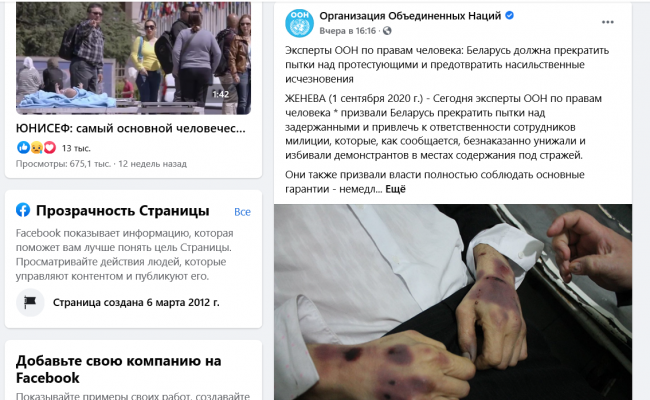 1:42
ЮНИСЕФ: самый основной человечес...
13 тыс.
Просмотры: 675,1 тыс. · 12 недель назад
Прозрачность Страницы
Все
Facebook показывает информацию, которая
поможет вам лучше понять цель Страницы.
Просматривайте действия людей, которые
управляют контентом и публикуют его.
Страница создана 6 марта 2012 г.
Добавьте свою компанию на
Facebook
Показывайте примеры своих работ, создавайте
ООН
Организация Объединенных Наций
Вчера в 16:16 ·
Эксперты ООН по правам человека: Беларусь должна прекратить
пытки над протестующими и предотвратить насильственные
исчезновения
ЖЕНЕВА (1 сентября 2020 г.) - Сегодня эксперты ООН по правам
человека * призвали Беларусь прекратить пытки над
задержанными и привлечь к ответственности сотрудников
милиции, которые, как сообщается, безнаказанно унижали и
избивали демонстрантов в местах содержания под стражей.
Они также призвали власти полностью соблюдать основные
гарантии - немедл... Ещё